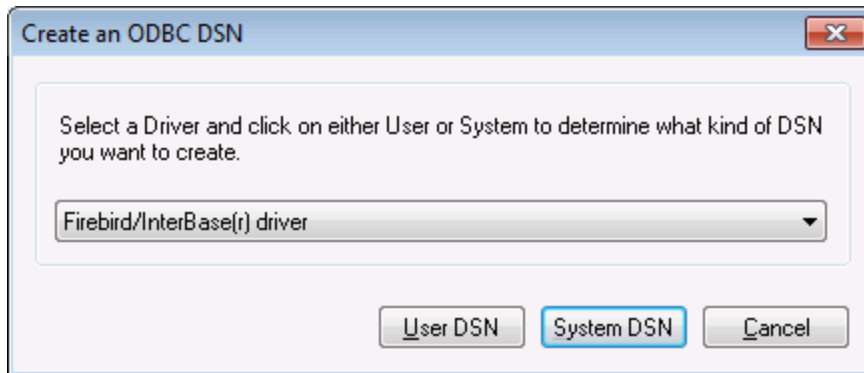 Create an ODBC DSN
Select a Driver and click on either User or System to determine what kind of DSN
you want to create.
Firebird/InterBase(r) driver
User DSN System DSN Cancel